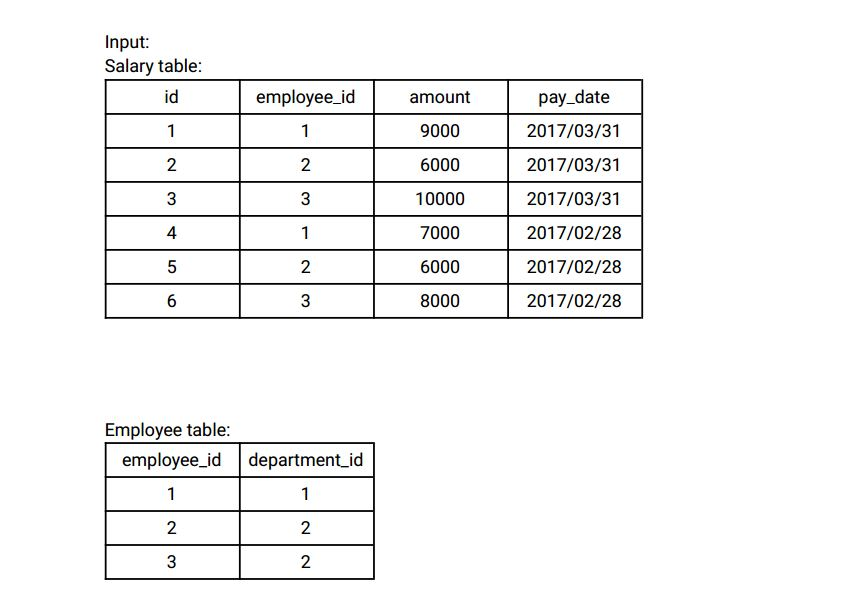 Input:
Salary table:
id employee_id amount pay_date
1 1 9000 2017/03/31
2 2 6000 2017/03/31
3 3 10000 2017/03/31
4 1 7000 2017/02/28
5 2 6000 2017/02/28
6 3 8000 2017/02/28
Employee table:
employee_id department_id
1 1
2 2
3 2